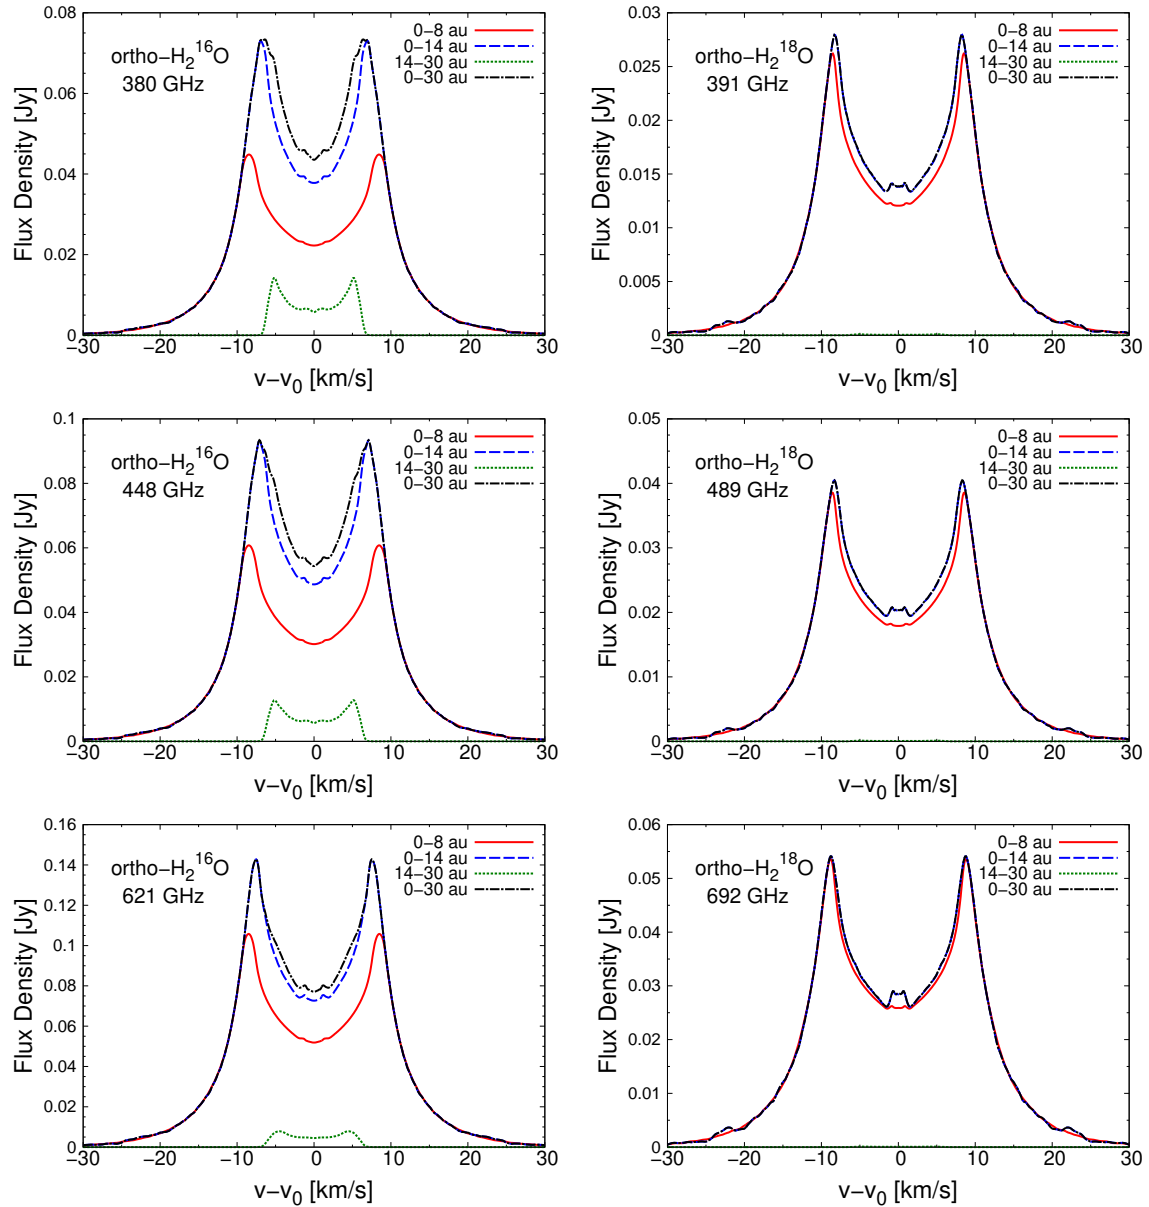 ortho−H₂¹⁶O
380 GHz
0−8 au
0−14 au
14−30 au
0−30 au
Flux Density [Jy]
0.08
0.06
0.04
0.02
0
−30 −20 −10 0 10 20 30
v−v₀ [km/s]
ortho−H₂¹⁸O
391 GHz
0−8 au
0−14 au
14−30 au
0−30 au
Flux Density [Jy]
0.03
0.025
0.02
0.015
0.01
0.005
0
−30 −20 −10 0 10 20 30
v−v₀ [km/s]
ortho−H₂¹⁶O
448 GHz
0−8 au
0−14 au
14−30 au
0−30 au
Flux Density [Jy]
0.1
0.08
0.06
0.04
0.02
0
−30 −20 −10 0 10 20 30
v−v₀ [km/s]
ortho−H₂¹⁸O
489 GHz
0−8 au
0−14 au
14−30 au
0−30 au
Flux Density [Jy]
0.05
0.04
0.03
0.02
0.01
0
−30 −20 −10 0 10 20 30
v−v₀ [km/s]
ortho−H₂¹⁶O
621 GHz
0−8 au
0−14 au
14−30 au
0−30 au
Flux Density [Jy]
0.16
0.14
0.12
0.1
0.08
0.06
0.04
0.02
0
−30 −20 −10 0 10 20 30
v−v₀ [km/s]
ortho−H₂¹⁸O
692 GHz
0−8 au
0−14 au
14−30 au
0−30 au
Flux Density [Jy]
0.06
0.05
0.04
0.03
0.02
0.01
0
−30 −20 −10 0 10 20 30
v−v₀ [km/s]